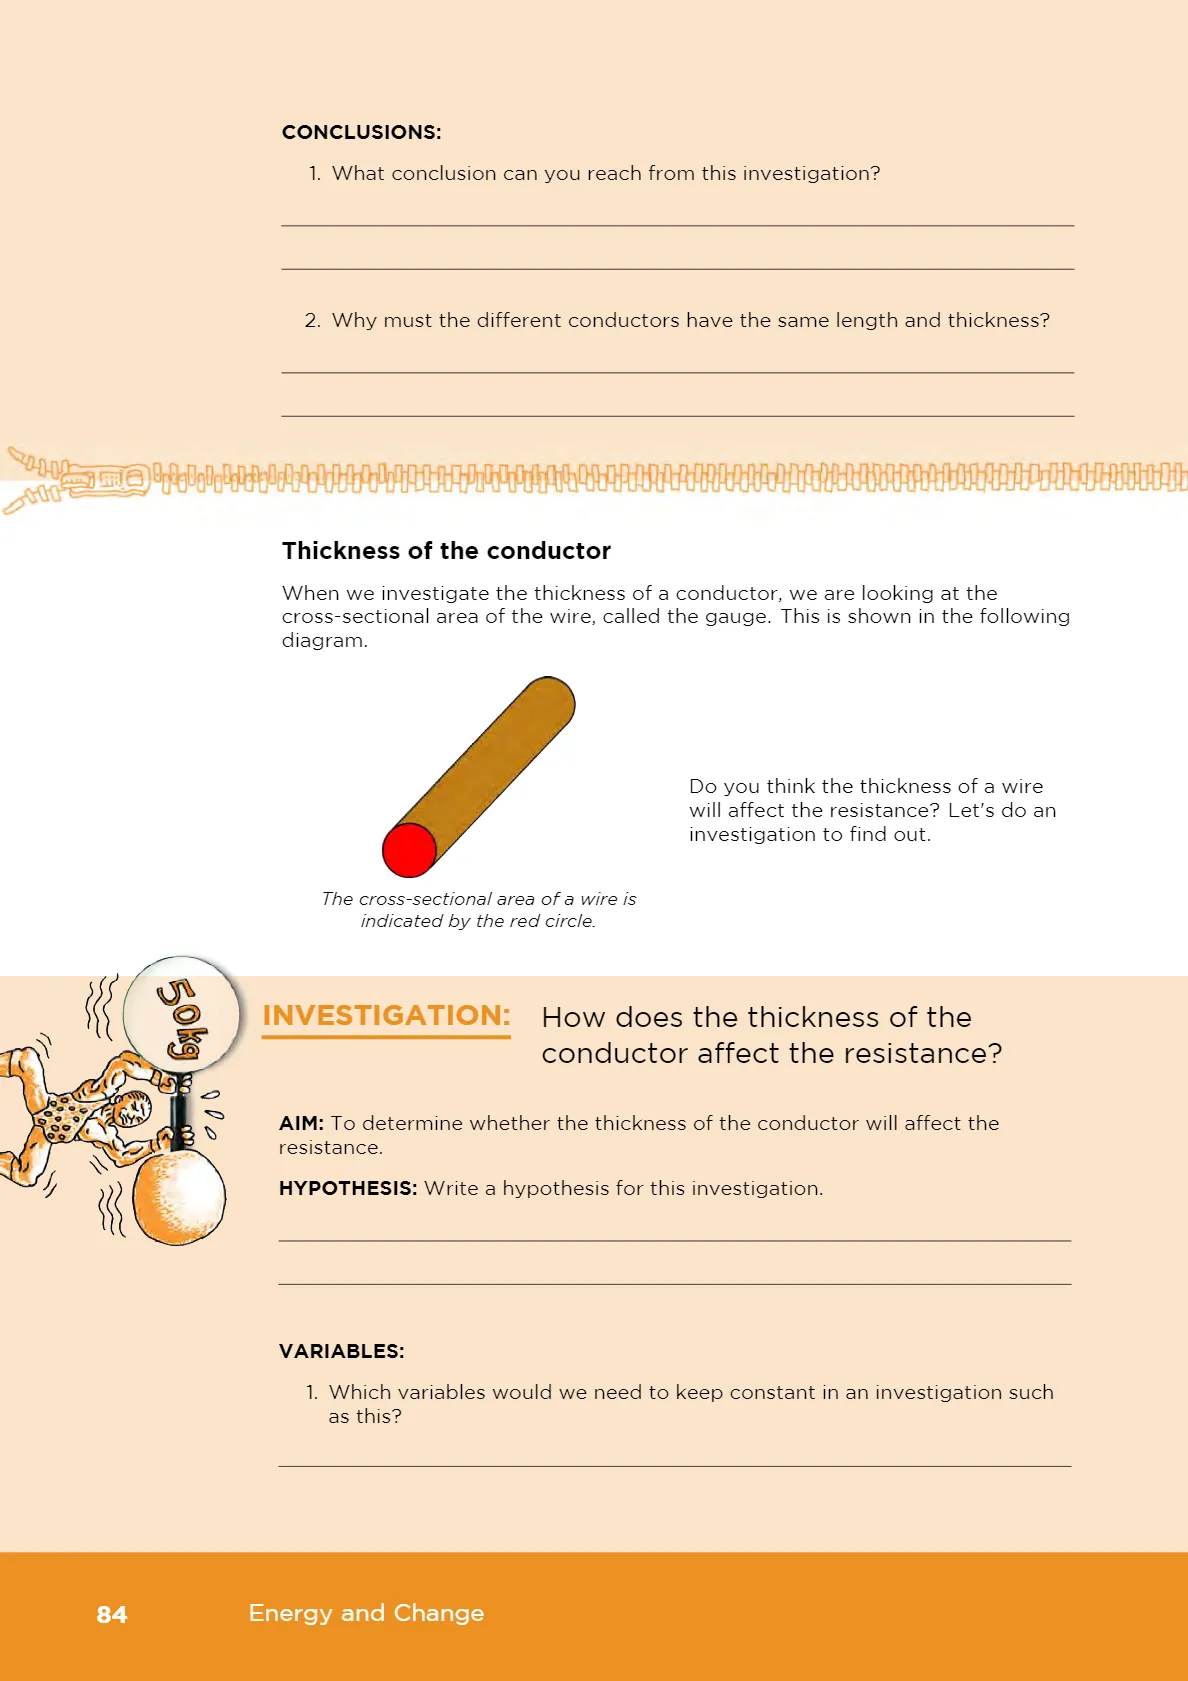 CONCLUSIONS:
1. What conclusion can you reach from this investigation?
2. Why must the different conductors have the same length and thickness?
Thickness of the conductor
When we investigate the thickness of a conductor, we are looking at the
cross-sectional area of the wire, called the gauge. This is shown in the following
diagram.
Do you think the thickness of a wire
will affect the resistance? Let's do an
investigation to find out.
The cross-sectional area of a wire is
indicated by the red circle.
50kg
INVESTIGATION:
How does the thickness of the
conductor affect the resistance?
AIM: To determine whether the thickness of the conductor will affect the
resistance.
HYPOTHESIS: Write a hypothesis for this investigation.
VARIABLES:
1. Which variables would we need to keep constant in an investigation such
as this?
84 Energy and Change